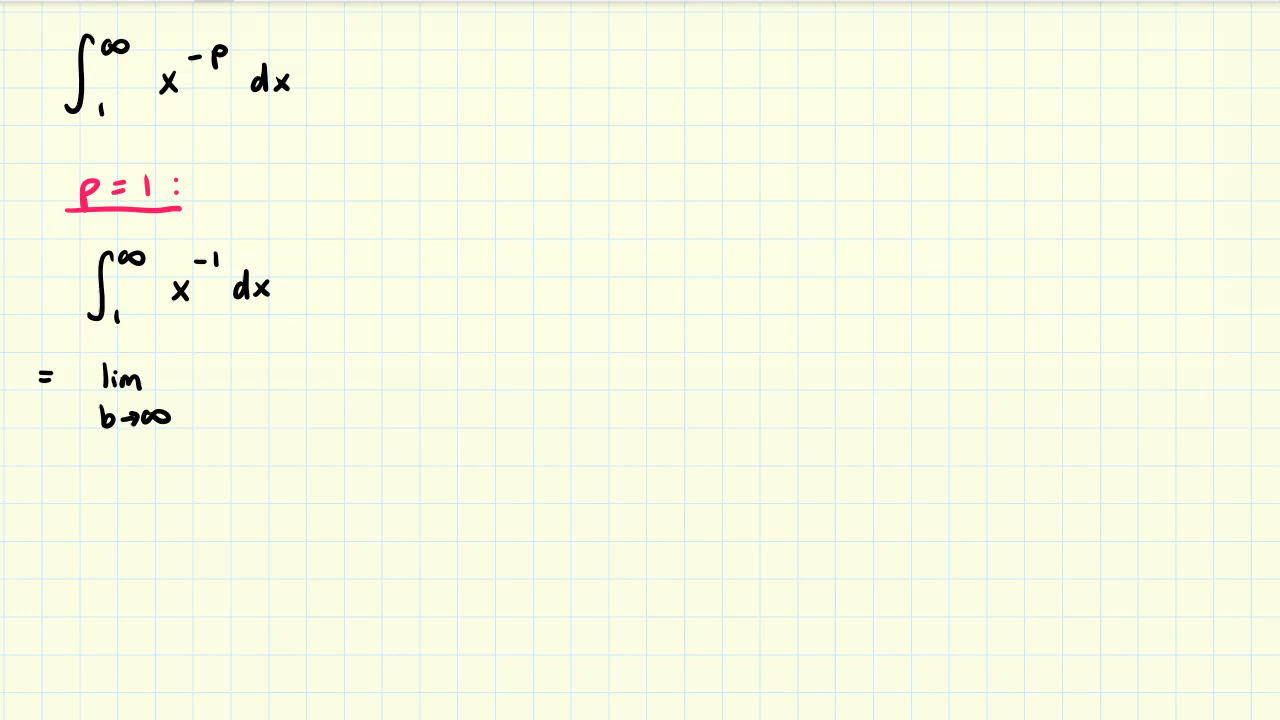 ∫₁^∞ x^{-p} dx
p = 1 :
∫₁^∞ x^{-1} dx
= lim
b→∞